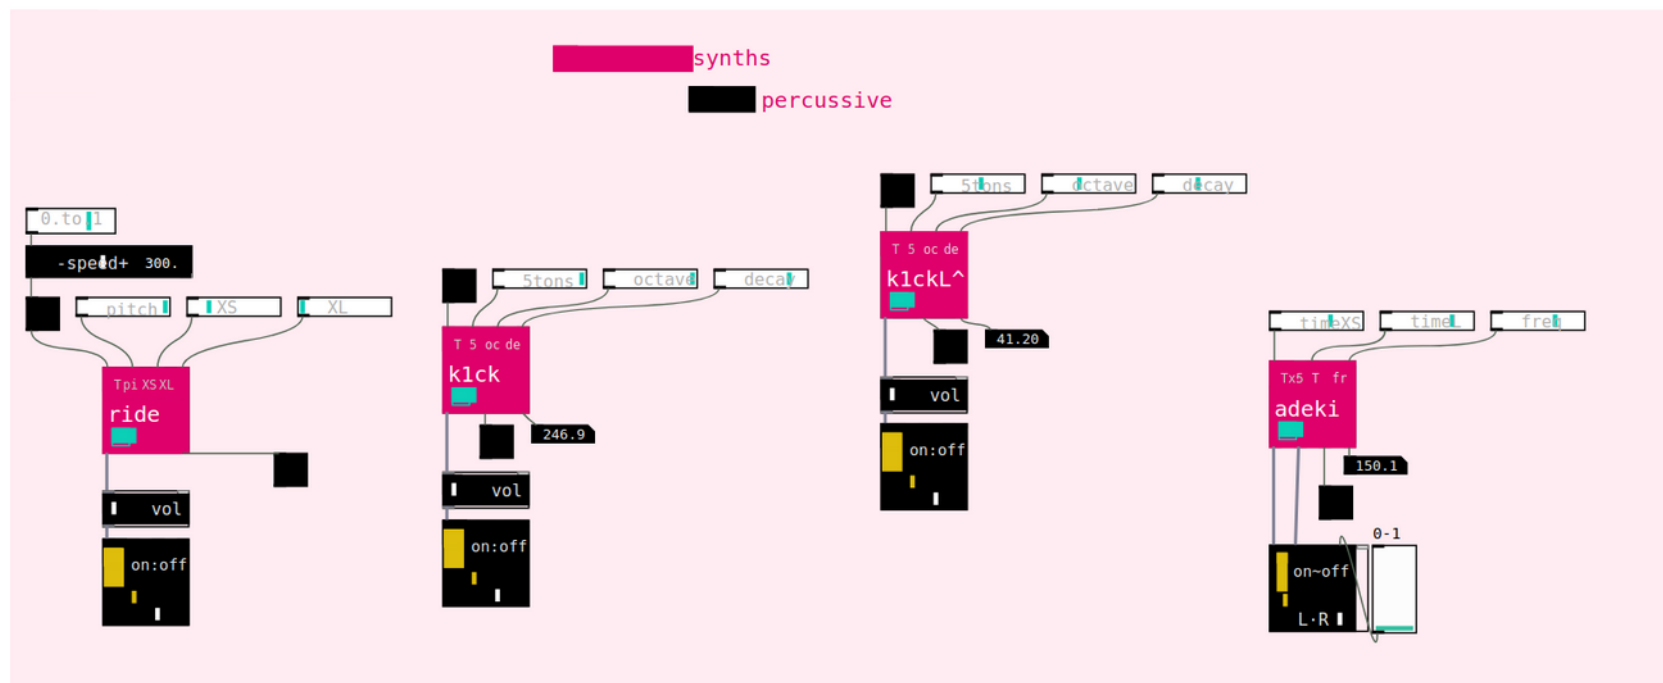 synths
percussive
0.to 1
-speed+ 300.
pitch
XS
XL
Tpi XS XL
ride
vol
on:off
5tons
octave
decay
T 5 oc de
k1ck
246.9
vol
on:off
5tons
octave
decay
T 5 oc de
k1ckL^
41.20
vol
on:off
timeXS
timeL
freq
Tx5 T fr
adeki
150.1
0-1
on~off
L·R